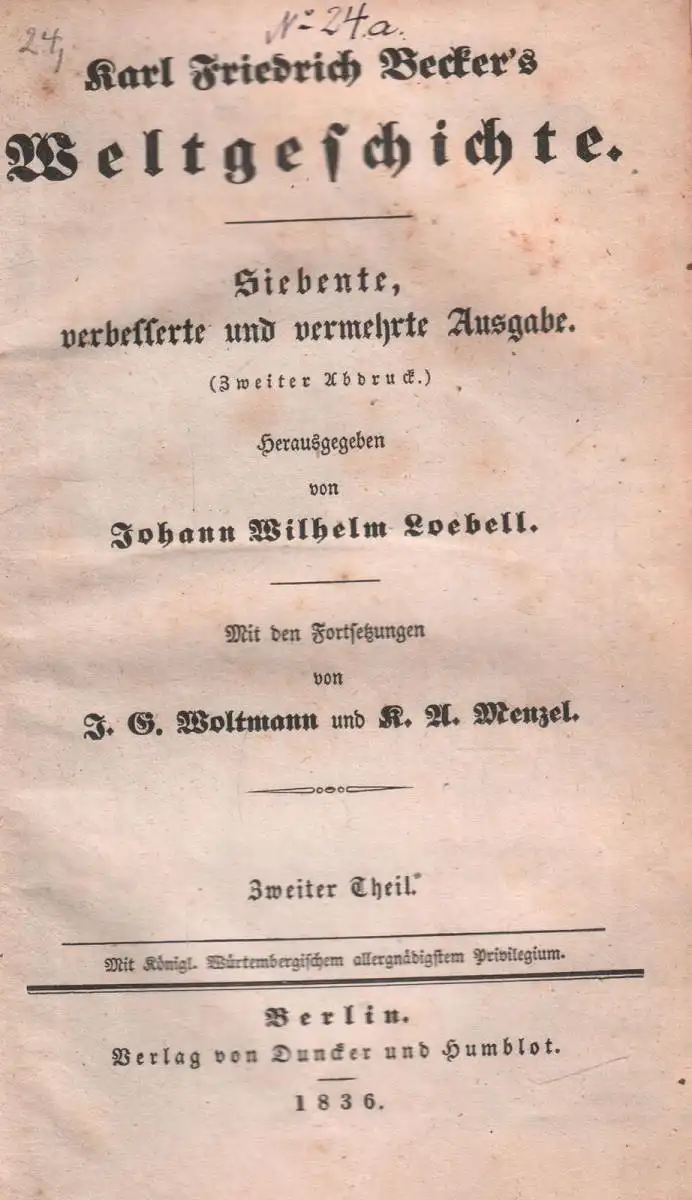 24,
No 24.a.
Karl Friedrich Becker's
Weltgeſchichte.
Siebente,
verbeſſerte und vermehrte Ausgabe.
(Zweiter Abdruck.)
Herausgegeben
von
Johann Wilhelm Loebell.
Mit den Fortſetzungen
von
J. G. Woltmann und K. A. Menzel.
Zweiter Theil.
Mit Königl. Würtembergiſchem allergnädigſtem Privilegium.
Berlin.
Verlag von Duncker und Humblot.
1836.